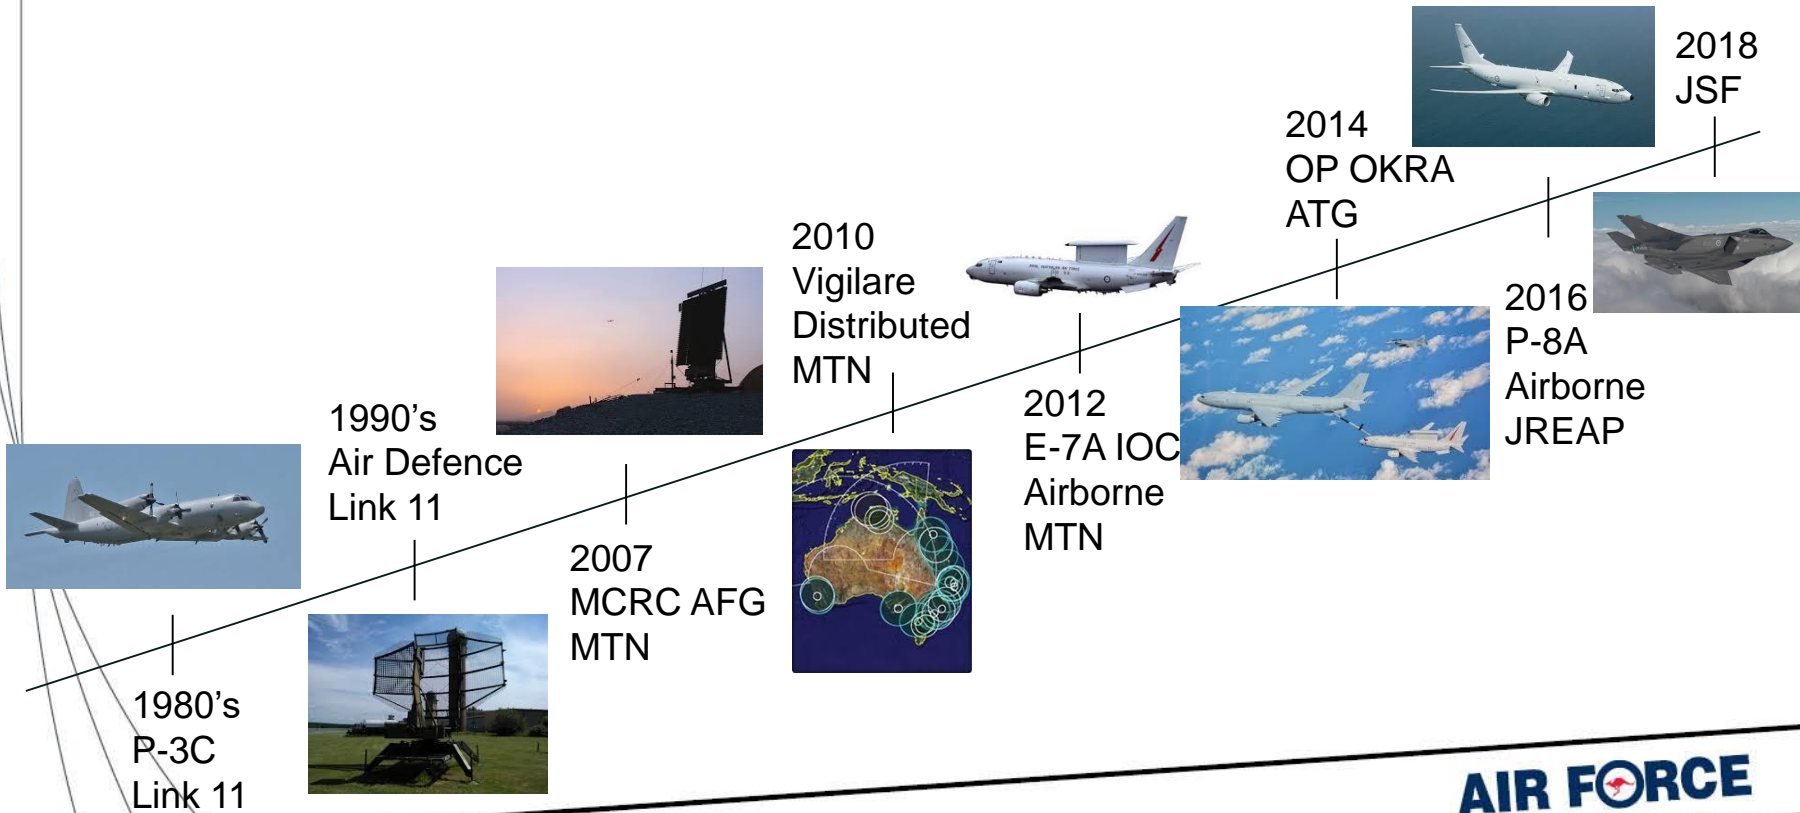 1980's
P-3C
Link 11
1990's
Air Defence
Link 11
2007
MCRC AFG
MTN
2010
Vigilare
Distributed
MTN
2012
E-7A IOC
Airborne
MTN
2014
OP OKRA
ATG
2016
P-8A
Airborne
JREAP
2018
JSF
AIR FORCE